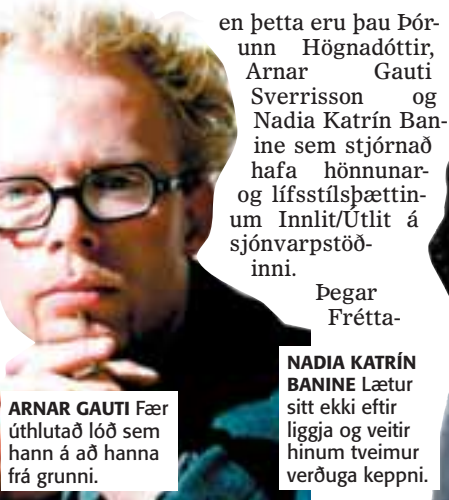 en þetta eru þau Þór-
unn Högnadóttir,
Arnar Gauti
Sverrisson og
Nadia Katrín Ban-
ine sem stjórnað
hafa hönnunar-
og lífsstílsþættin-
um Innlit/Útlit á
sjónvarpstöð-
inni.
Þegar
Frétta-
NADIA KATRÍN
BANINE Lætur
sitt ekki eftir
liggja og veitir
hinum tveimur
verðuga keppni.
ARNAR GAUTI Fær
úthlutað lóð sem
hann á að hanna
frá grunni.